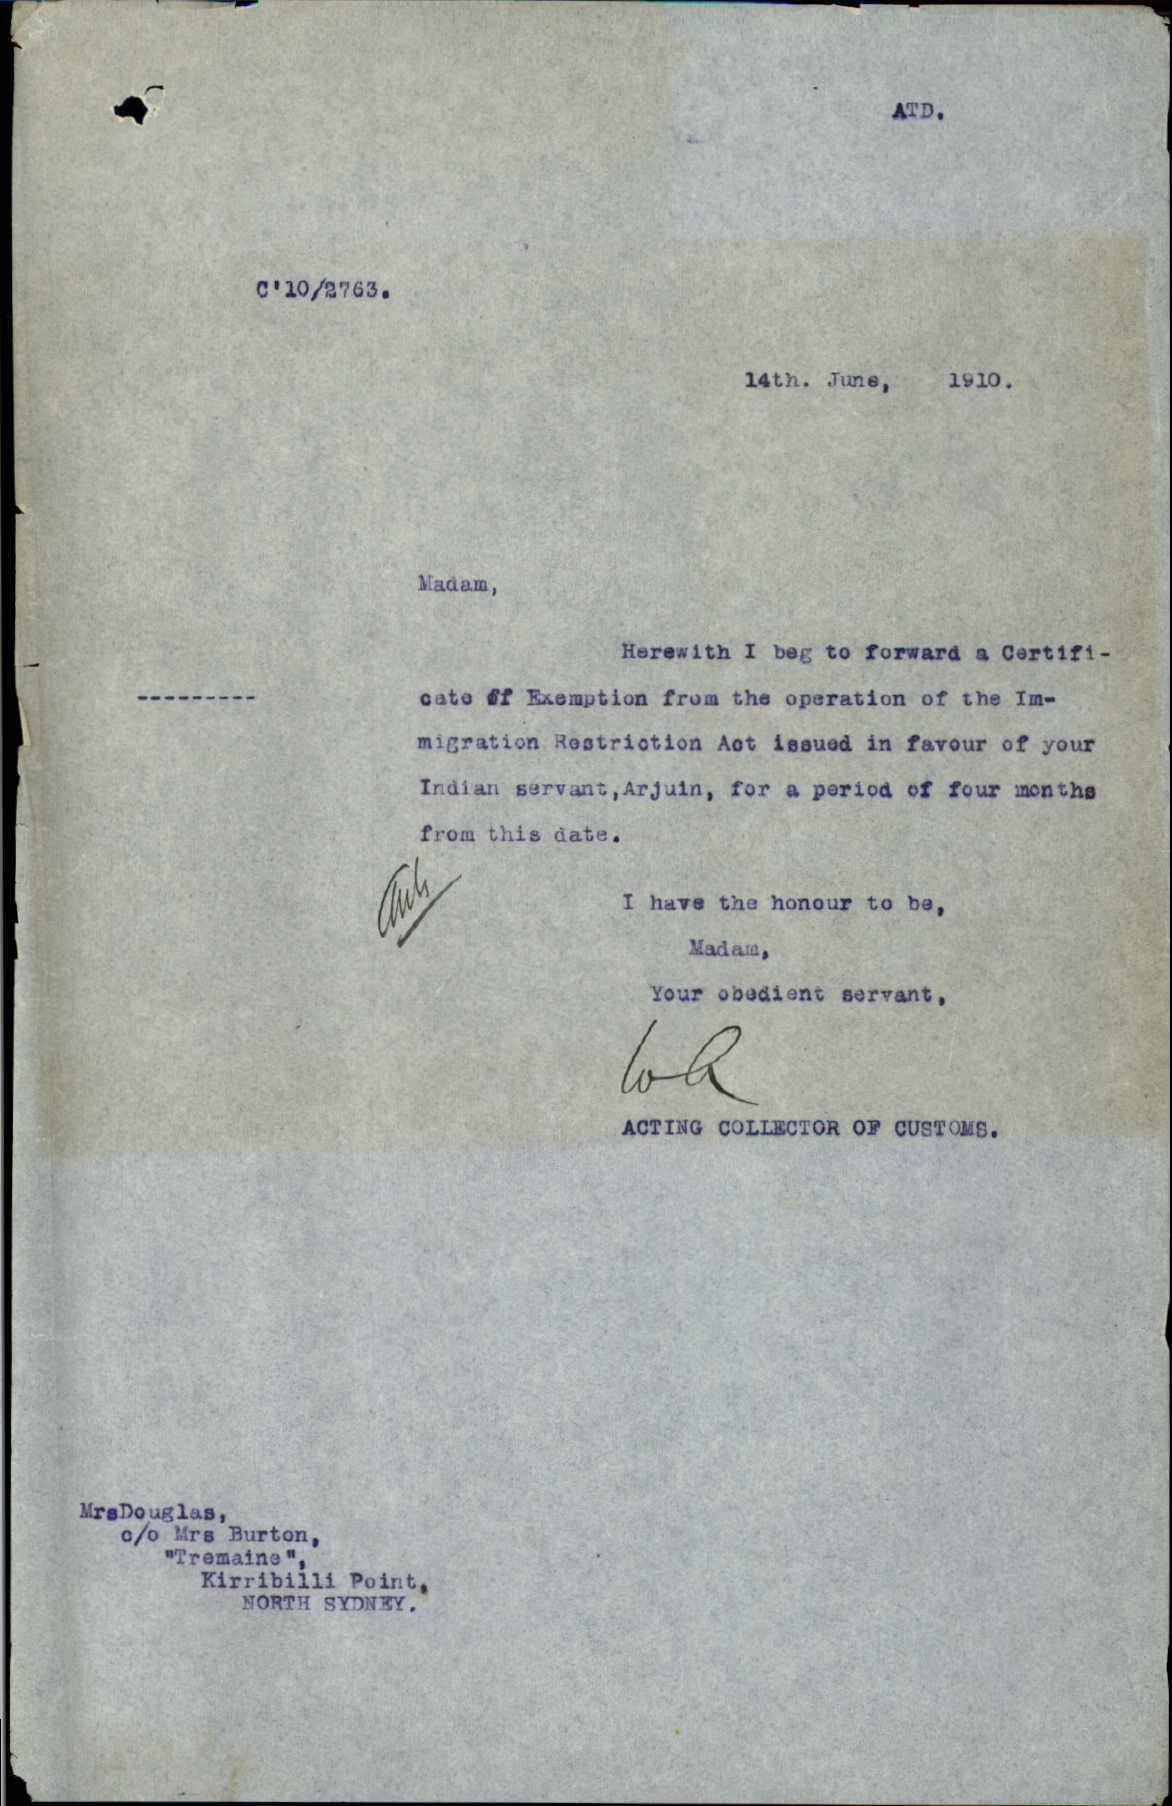 ATD.
C'10/2763.
14th. June, 1910.
Madam,
Herewith I beg to forward a Certifi-
cate of Exemption from the operation of the Im-
---------
migration Restriction Act issued in favour of your
Indian servant,Arjuin, for a period of four months
from this date.
I have the honour to be,
Madam,
Your obedient servant,
ACTING COLLECTOR OF CUSTOMS.
MrsDouglas,
c/o Mrs Burton,
"Tremaine",
Kirribilli Point,
NORTH SYDNEY.